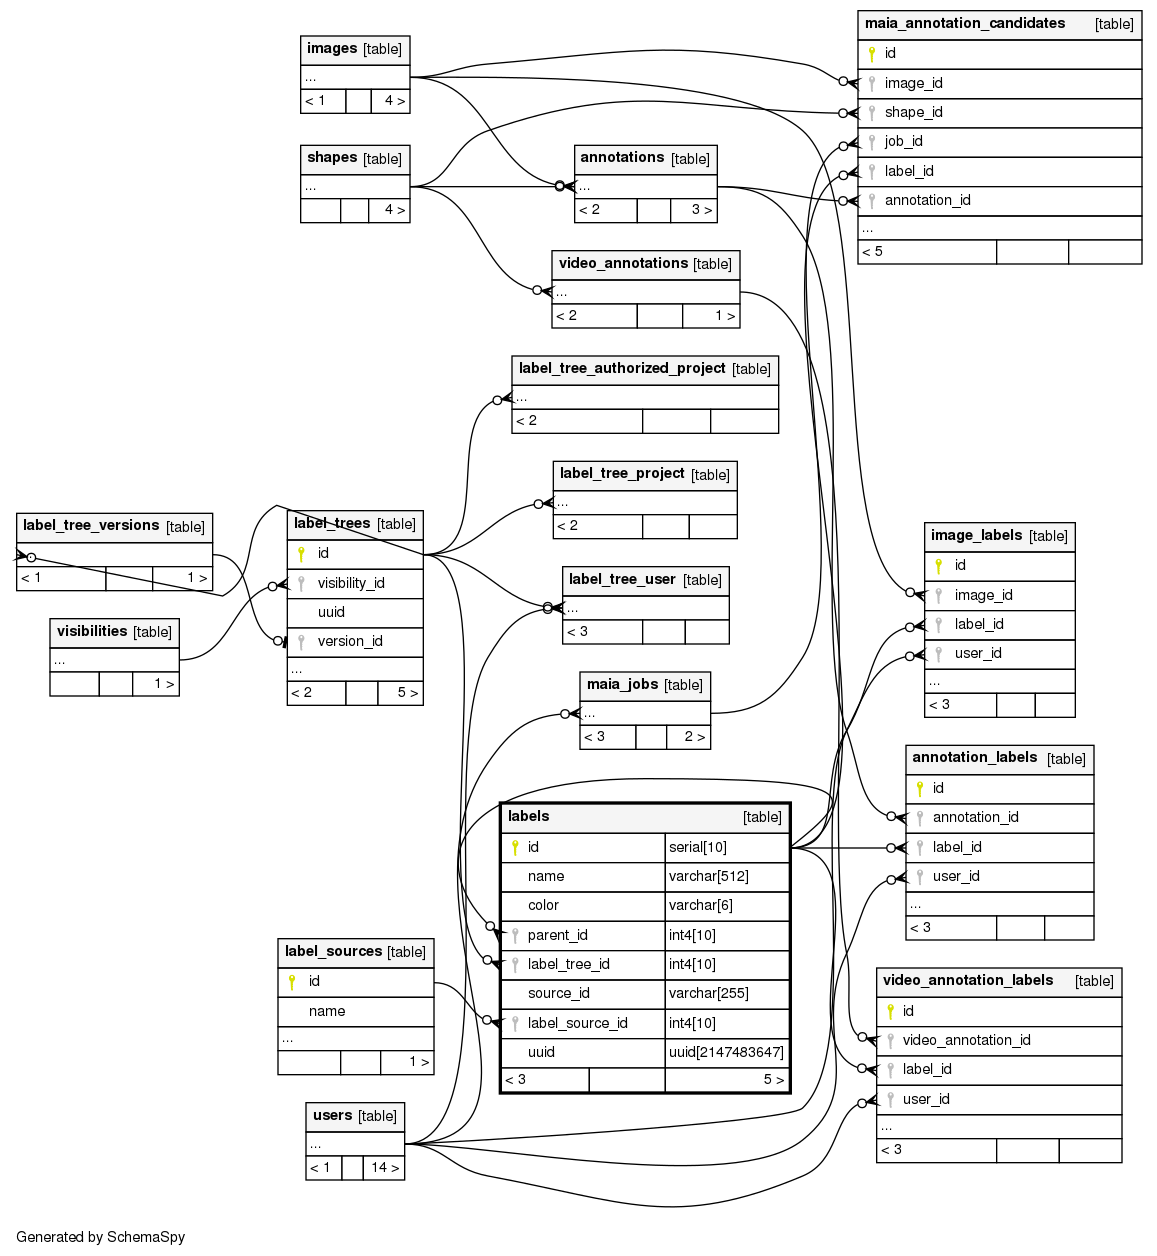 images [table]
...
< 1 4 >
shapes [table]
...
4 >
annotations [table]
...
< 2 3 >
video_annotations [table]
...
< 2 1 >
maia_annotation_candidates [table]
id
image_id
shape_id
job_id
label_id
annotation_id
...
< 5
label_tree_authorized_project [table]
...
< 2
label_tree_project [table]
...
< 2
label_tree_versions [table]
...
< 1 1 >
visibilities [table]
...
1 >
label_trees [table]
id
visibility_id
uuid
version_id
...
< 2 5 >
label_tree_user [table]
...
< 3
maia_jobs [table]
...
< 3 2 >
image_labels [table]
id
image_id
label_id
user_id
...
< 3
annotation_labels [table]
id
annotation_id
label_id
user_id
...
< 3
labels [table]
id serial[10]
name varchar[512]
color varchar[6]
parent_id int4[10]
label_tree_id int4[10]
source_id varchar[255]
label_source_id int4[10]
uuid uuid[2147483647]
< 3 5 >
label_sources [table]
id
name
...
1 >
users [table]
...
< 1 14 >
video_annotation_labels [table]
id
video_annotation_id
label_id
user_id
...
< 3
Generated by SchemaSpy